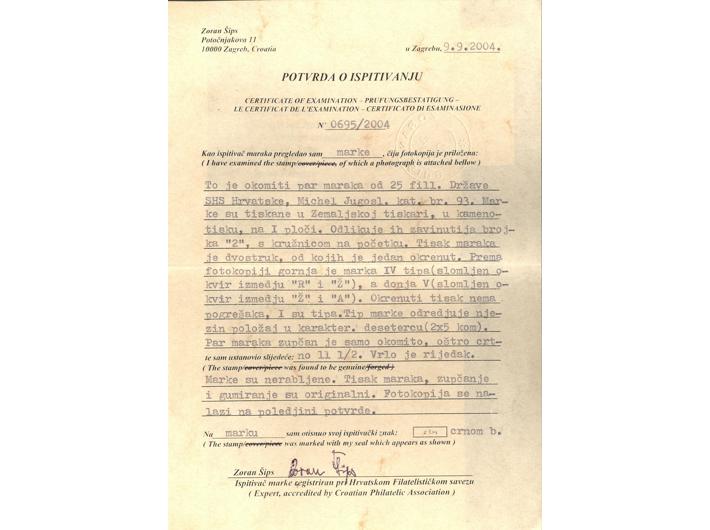 Zoran Šips
Potočnjakova 11
10000 Zagreb, Croatia
u Zagrebu, 9.9.2004.
POTVRDA O ISPITIVANJU
CERTIFICATE OF EXAMINATION – PRUFUNGSBESTATIGUNG –
LE CERTIFICAT DE L'EXAMINATION – CERTIFICATO DI ESAMINASIONE
N° 0695/2004
Kao ispitivač maraka pregledao sam marke, čija fotokopija je priložena:
( I have examined the stamp/cover/piece, of which a photograph is attached bellow )
To je okomiti par maraka od 25 fill. Države
SHS Hrvatske, Michel Jugosl. kat. br. 93. Mar-
ke su tiskane u Zemaljskoj tiskari, u kameno-
tisku, na I ploči. Odlikuje ih zavinutija broj-
ka "2", s kružnicom na početku. Tisak maraka
je dvostruk, od kojih je jedan okrenut. Prema
fotokopiji gornja je marka IV tipa(slomljen o-
kvir izmedju "R" i "Ž"), a donja V(slomljen o-
kvir izmedju "Ž" i "A"). Okrenuti tisak nema
pogrešaka, I su tipa.Tip marke odredjuje nje-
zin položaj u karakter. desetercu(2x5 kom).
Par maraka zupčan je samo okomito, oštro crt-
te sam ustanovio slijedeće: no 11 1/2. Vrlo je rijedak.
( The stamp/cover/piece was found to be genuine/forged )
Marke su nerabljene. Tisak maraka, zupčanje
i gumiranje su originalni. Fotokopija se na-
lazi na poledjini potvrde.
Na marku sam otisnuo svoj ispitivački znak: crnom b.
( The stamp/cover/piece was marked with my seal which appears as shown )
Zoran Šips Zoran Šips
Ispitivač marke registriran pri Hrvatskom Filatelističkom savezu
( Expert, accredited by Croatian Philatelic Association )